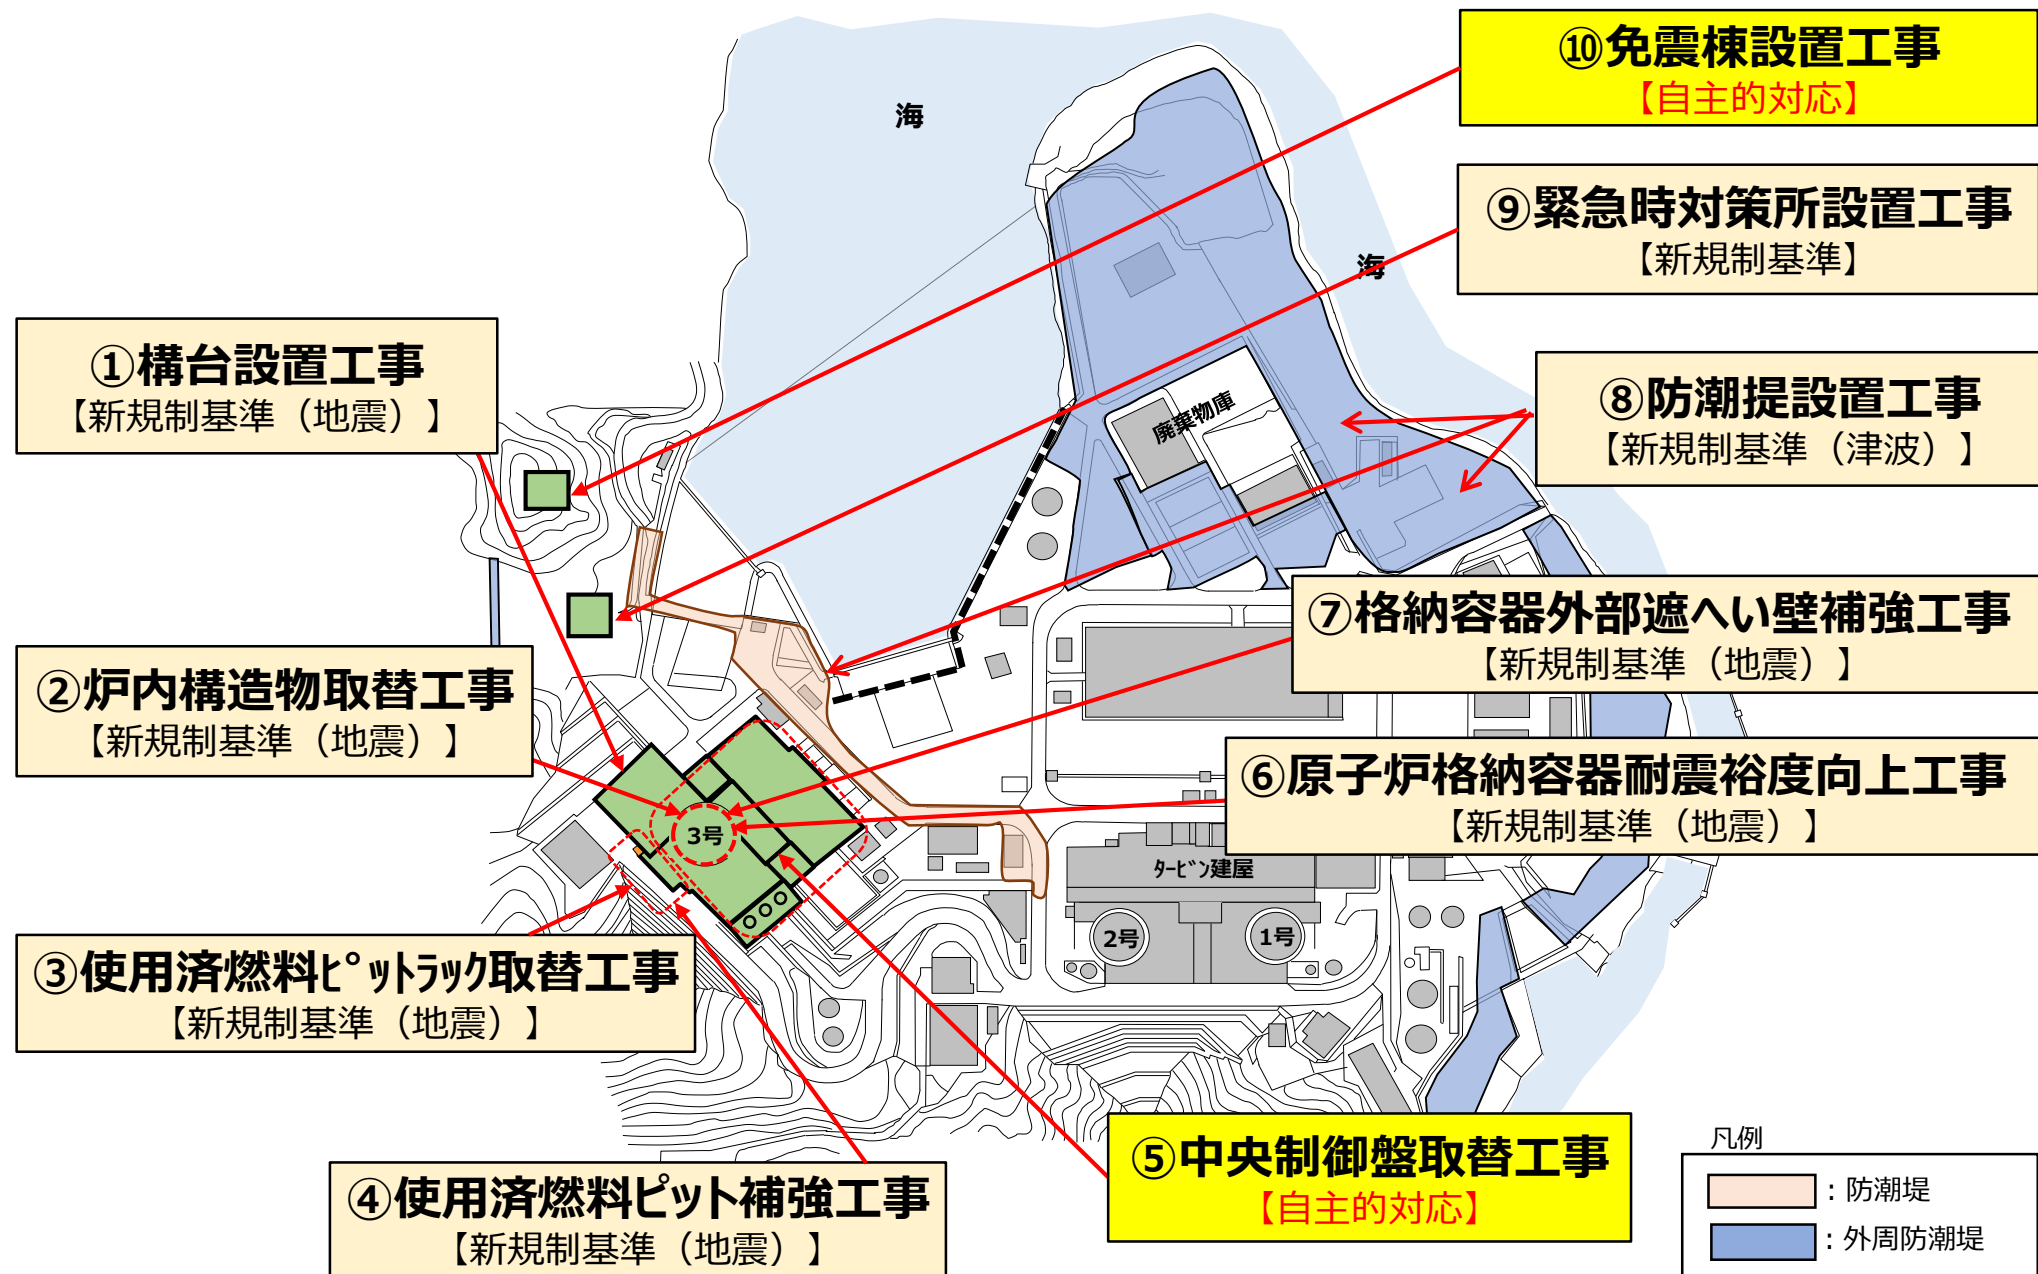 ⑩免震棟設置工事
【自主的対応】
海
⑨緊急時対策所設置工事
【新規制基準】
海
①構台設置工事
【新規制基準（地震）】
⑧防潮提設置工事
【新規制基準（津波）】
廃棄物庫
⑦格納容器外部遮へい壁補強工事
【新規制基準（地震）】
②炉内構造物取替工事
【新規制基準（地震）】
⑥原子炉格納容器耐震裕度向上工事
【新規制基準（地震）】
3号
ﾀｰﾋﾞﾝ建屋
2号
1号
③使用済燃料ﾋﾟｯﾄﾗｯｸ取替工事
【新規制基準（地震）】
⑤中央制御盤取替工事
【自主的対応】
④使用済燃料ピット補強工事
【新規制基準（地震）】
凡例
：防潮堤
：外周防潮堤